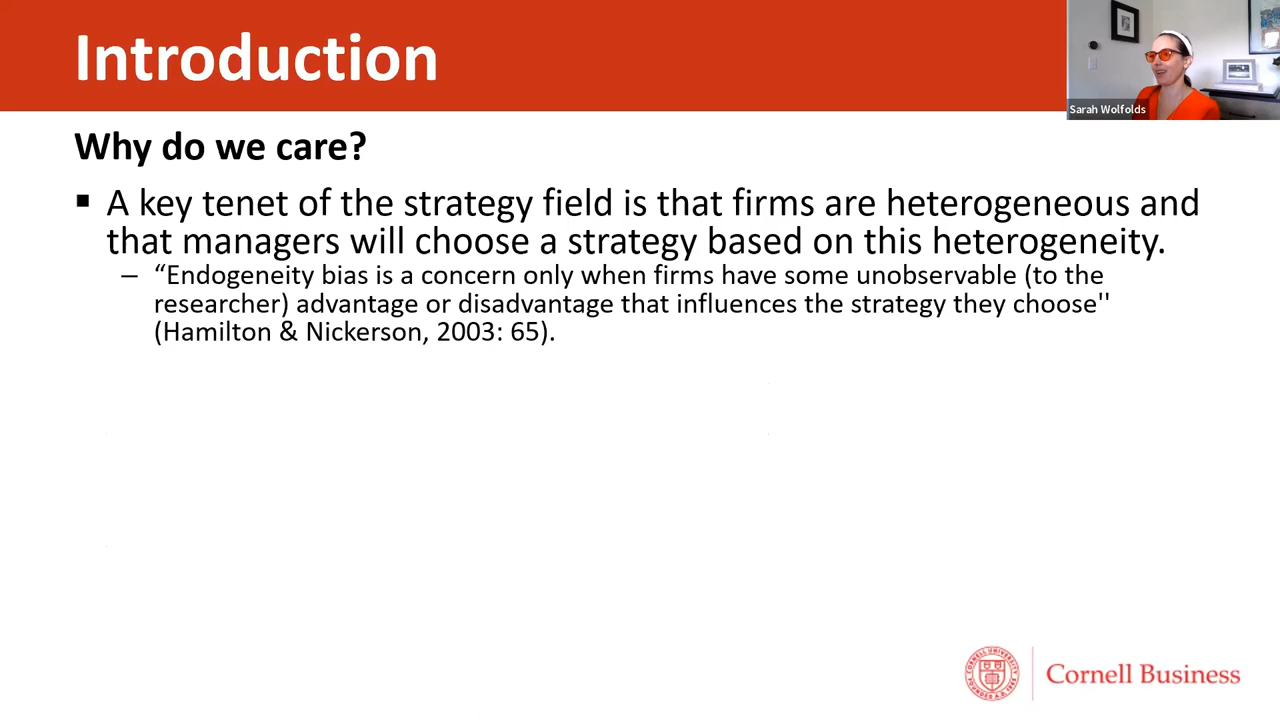 Introduction
Sarah Wolfolds
Why do we care?
▪ A key tenet of the strategy field is that firms are heterogeneous and
that managers will choose a strategy based on this heterogeneity.
– “Endogeneity bias is a concern only when firms have some unobservable (to the
researcher) advantage or disadvantage that influences the strategy they choose''
(Hamilton & Nickerson, 2003: 65).
Cornell Business